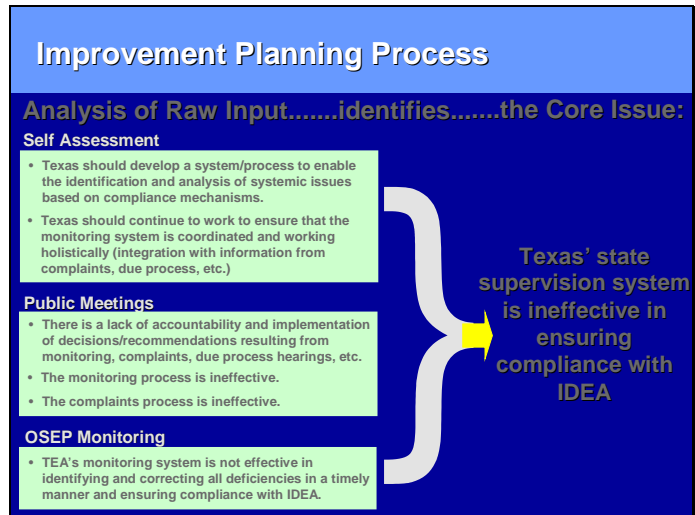 Improvement Planning Process
Analysis of Raw Input.......identifies.......the Core Issue:
Self Assessment
• Texas should develop a system/process to enable
the identification and analysis of systemic issues
based on compliance mechanisms.
• Texas should continue to work to ensure that the
monitoring system is coordinated and working
holistically (integration with information from
complaints, due process, etc.)
Public Meetings
• There is a lack of accountability and implementation
of decisions/recommendations resulting from
monitoring, complaints, due process hearings, etc.
• The monitoring process is ineffective.
• The complaints process is ineffective.
OSEP Monitoring
• TEA's monitoring system is not effective in
identifying and correcting all deficiencies in a timely
manner and ensuring compliance with IDEA.
Texas' state
supervision system
is ineffective in
ensuring
compliance with
IDEA